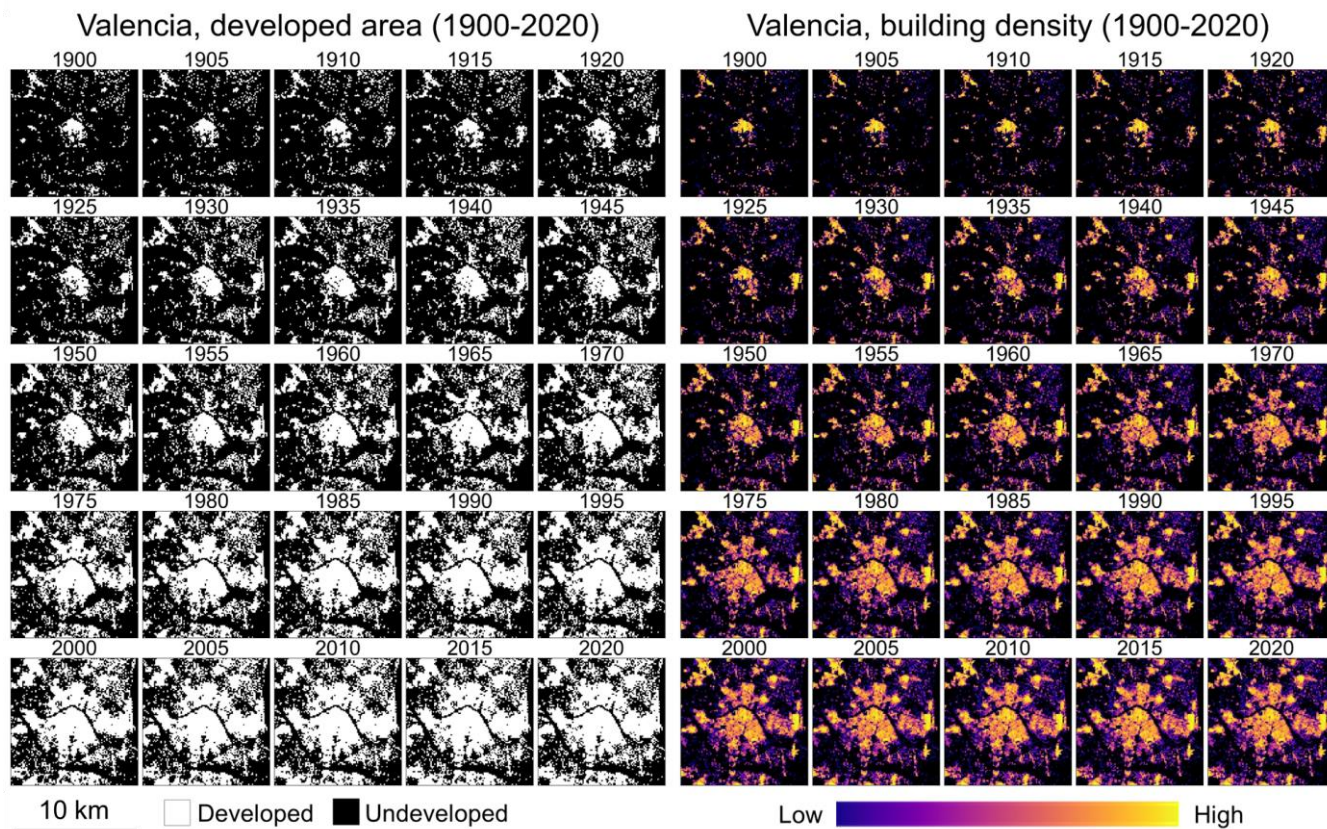 Valencia, developed area (1900-2020) Valencia, building density (1900-2020)
1900 1905 1910 1915 1920 1900 1905 1910 1915 1920
1925 1930 1935 1940 1945 1925 1930 1935 1940 1945
1950 1955 1960 1965 1970 1950 1955 1960 1965 1970
1975 1980 1985 1990 1995 1975 1980 1985 1990 1995
2000 2005 2010 2015 2020 2000 2005 2010 2015 2020
10 km Developed Undeveloped Low High